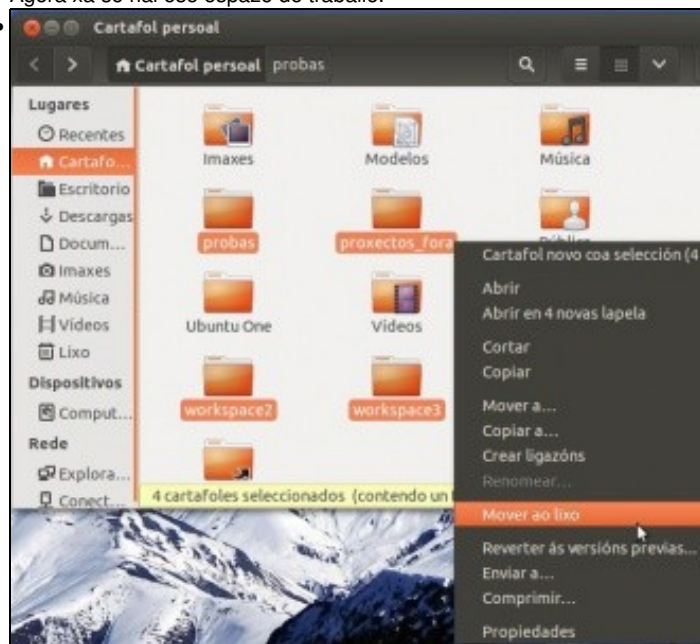 Agora xa se hai ese espazo de traballo.
Cartafol persoal
Cartafol persoal probas
Lugares
Recentes
Cartafo...
Escritorio
Descargas
Docum...
Imaxes
Música
Vídeos
Lixo
Dispositivos
Comput...
Rede
Explora...
Conect...
Imaxes
Modelos
Música
probas
proxectos_fora
Público
Ubuntu One
Vídeos
workspace2
workspace3
4 cartafoles seleccionados (contendo un
Cartafol novo coa selección (4
Abrir
Abrir en 4 novas lapela
Cortar
Copiar
Mover a...
Copiar a...
Crear ligazóns
Renomear...
Mover ao lixo
Reverter ás versións previas...
Enviar a...
Comprimir...
Propiedades